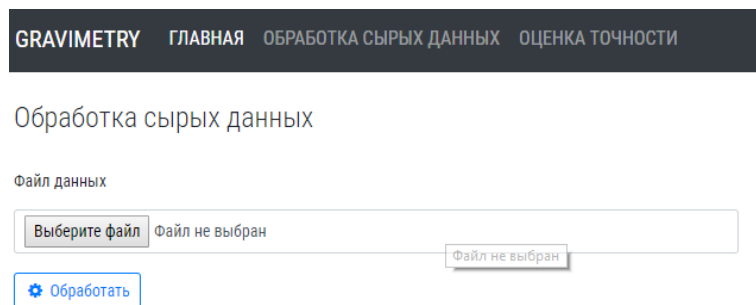 GRAVIMETRY ГЛАВНАЯ ОБРАБОТКА СЫРЫХ ДАННЫХ ОЦЕНКА ТОЧНОСТИ
Обработка сырых данных
Файл данных
Выберите файл Файл не выбран
Файл не выбран
Обработать